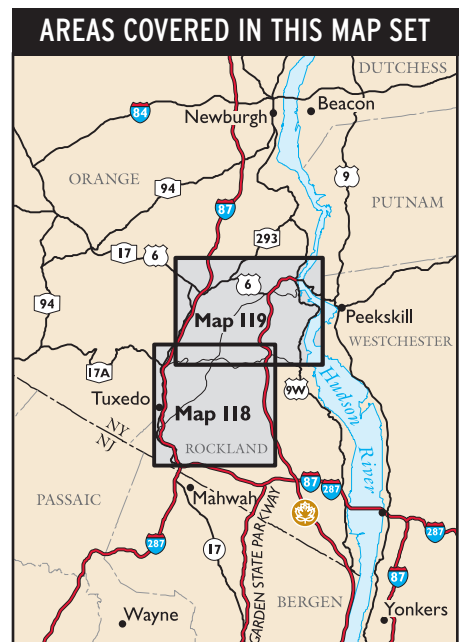 AREAS COVERED IN THIS MAP SET
DUTCHESS
84
Newburgh
Beacon
ORANGE
94
9
87
PUTNAM
17
6
293
6
94
Map 119
Peekskill
WESTCHESTER
17A
9W
Hudson
River
Tuxedo
Map 118
NY
NJ
ROCKLAND
PASSAIC
Mahwah
87
287
287
17
287
GARDEN STATE PARKWAY
87
BERGEN
Wayne
Yonkers